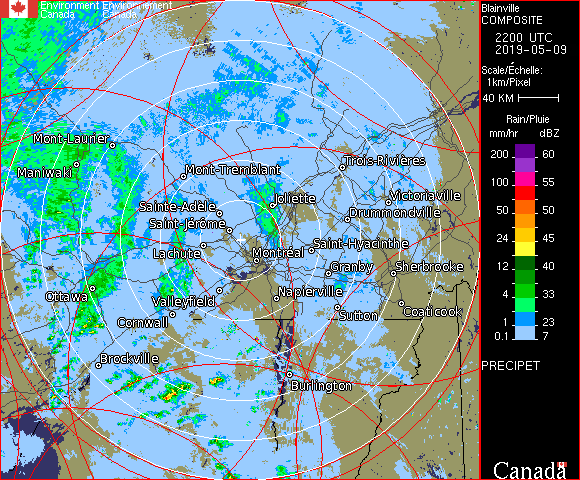 Environment Environnement
Canada Canada
Blainville
COMPOSITE
2200 UTC
2019-05-09
Scale/Échelle:
1km/Pixel
40 KM
Rain/Pluie
mm/hr dBZ
200 60
100 55
50 50
24 45
12 40
8 33
4 33
1 23
0.1 7
PRECIPET
Canada
Mont-Laurier
Maniwaki
Mont-Tremblant
Trois-Rivières
Sainte-Adèle
Joliette
Victoriaville
Saint-Jérôme
Drummondville
Lachute
Montréal
Saint-Hyacinthe
Granby
Sherbrooke
Ottawa
Valleyfield
Napierville
Cornwall
Sutton
Coaticook
Brockville
Burlington